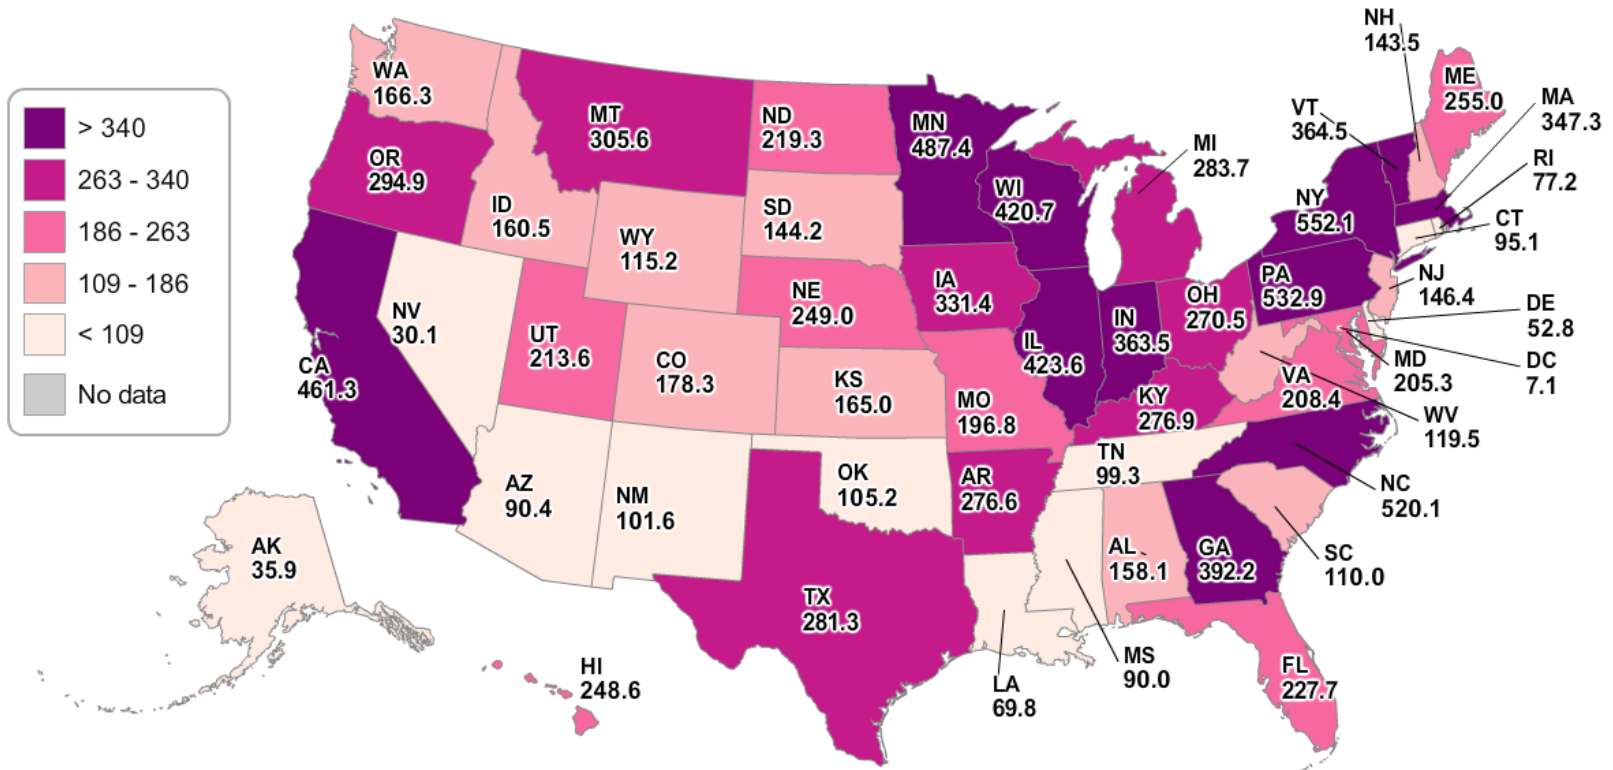 > 340
263 - 340
186 - 263
109 - 186
< 109
No data
WA
166.3
OR
294.9
CA
461.3
NV
30.1
ID
160.5
MT
305.6
WY
115.2
UT
213.6
CO
178.3
AZ
90.4
NM
101.6
ND
219.3
SD
144.2
NE
249.0
KS
165.0
OK
105.2
TX
281.3
MN
487.4
IA
331.4
MO
196.8
AR
276.6
LA
69.8
WI
420.7
IL
423.6
MI
283.7
IN
363.5
OH
270.5
KY
276.9
TN
99.3
MS
90.0
AL
158.1
GA
392.2
FL
227.7
SC
110.0
NC
520.1
VA
208.4
WV
119.5
DC
7.1
MD
205.3
DE
52.8
PA
532.9
NJ
146.4
NY
552.1
CT
95.1
RI
77.2
MA
347.3
VT
364.5
NH
143.5
ME
255.0
AK
35.9
HI
248.6